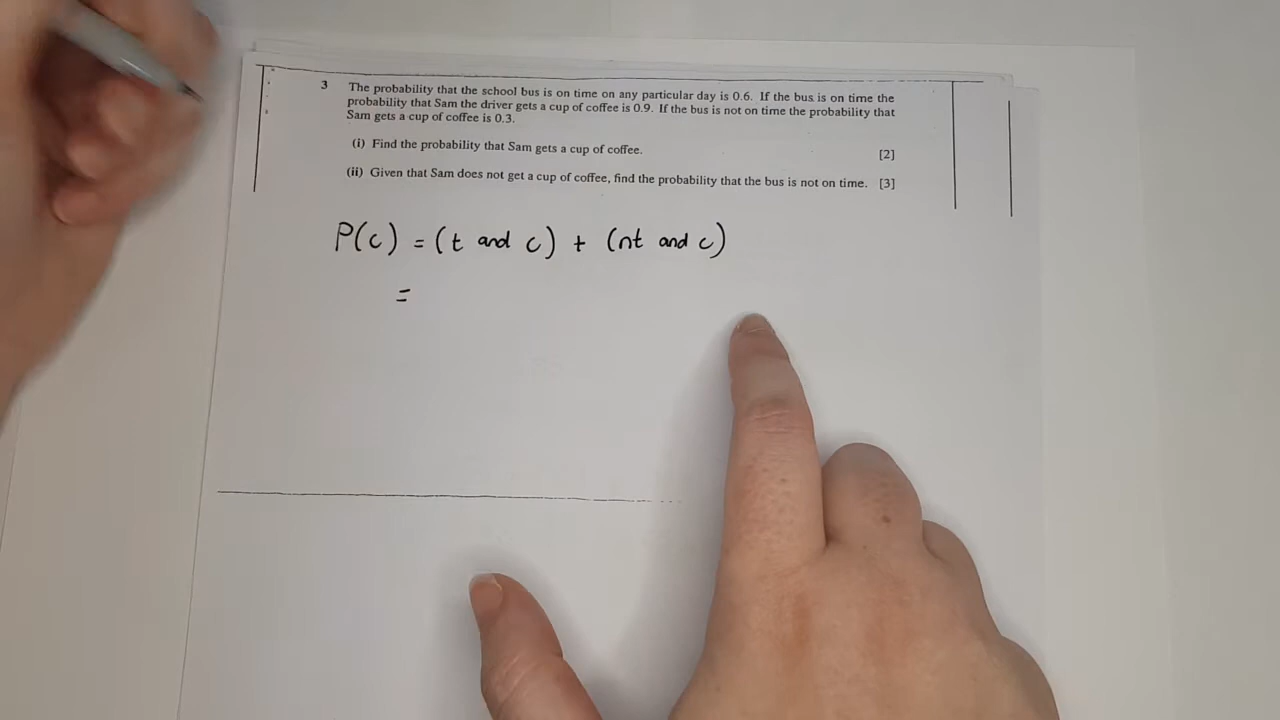 3 The probability that the school bus is on time on any particular day is 0.6. If the bus is on time the
probability that Sam the driver gets a cup of coffee is 0.9. If the bus is not on time the probability that
Sam gets a cup of coffee is 0.3.
(i) Find the probability that Sam gets a cup of coffee. [2]
(ii) Given that Sam does not get a cup of coffee, find the probability that the bus is not on time. [3]
P(c) = (t and c) + (nt and c)
=